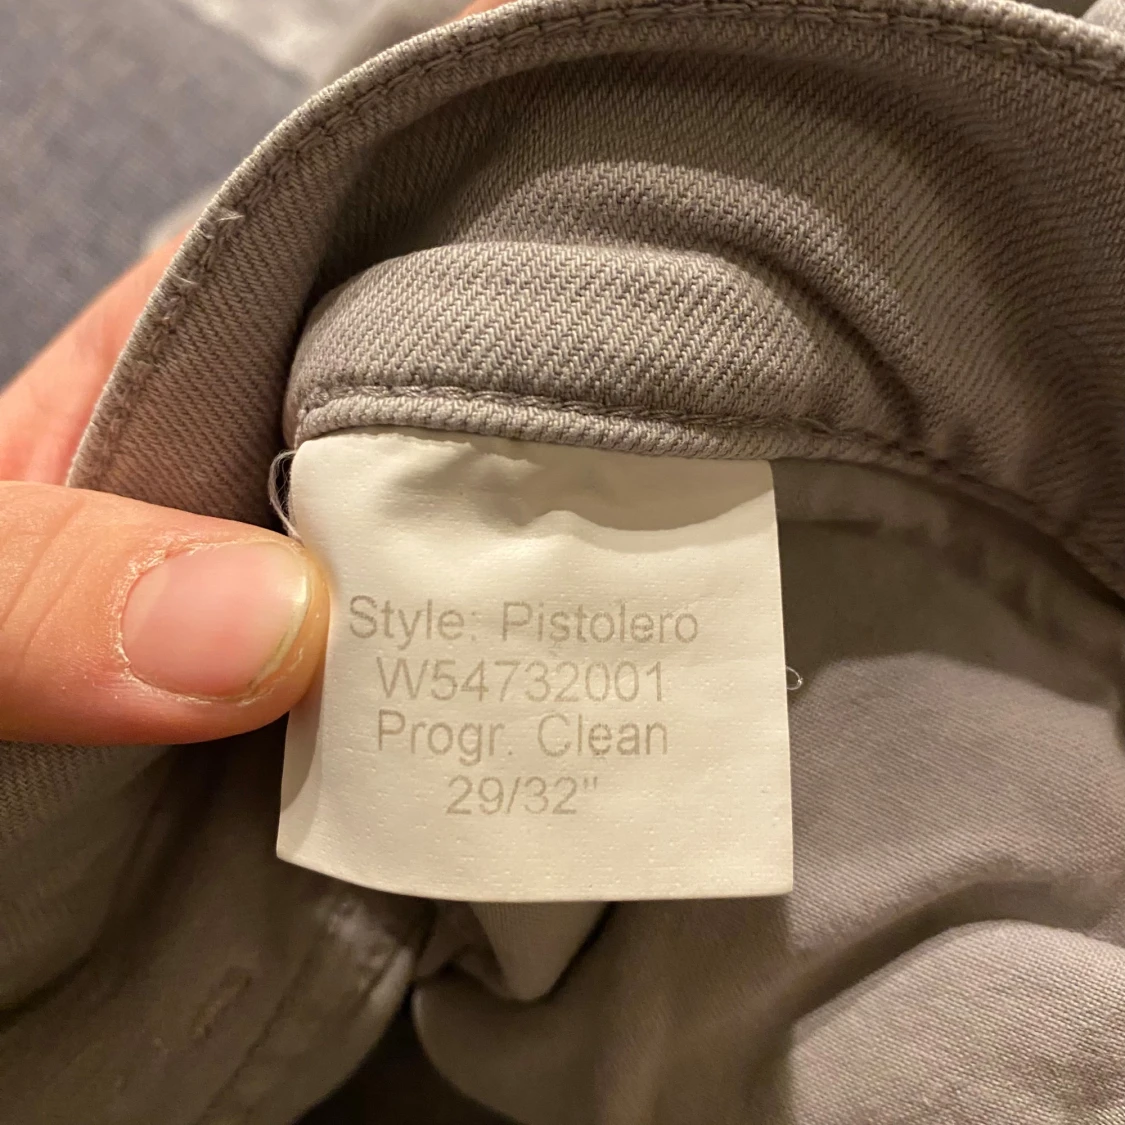 Style: Pistolero
W54732001
Progr. Clean
29/32"